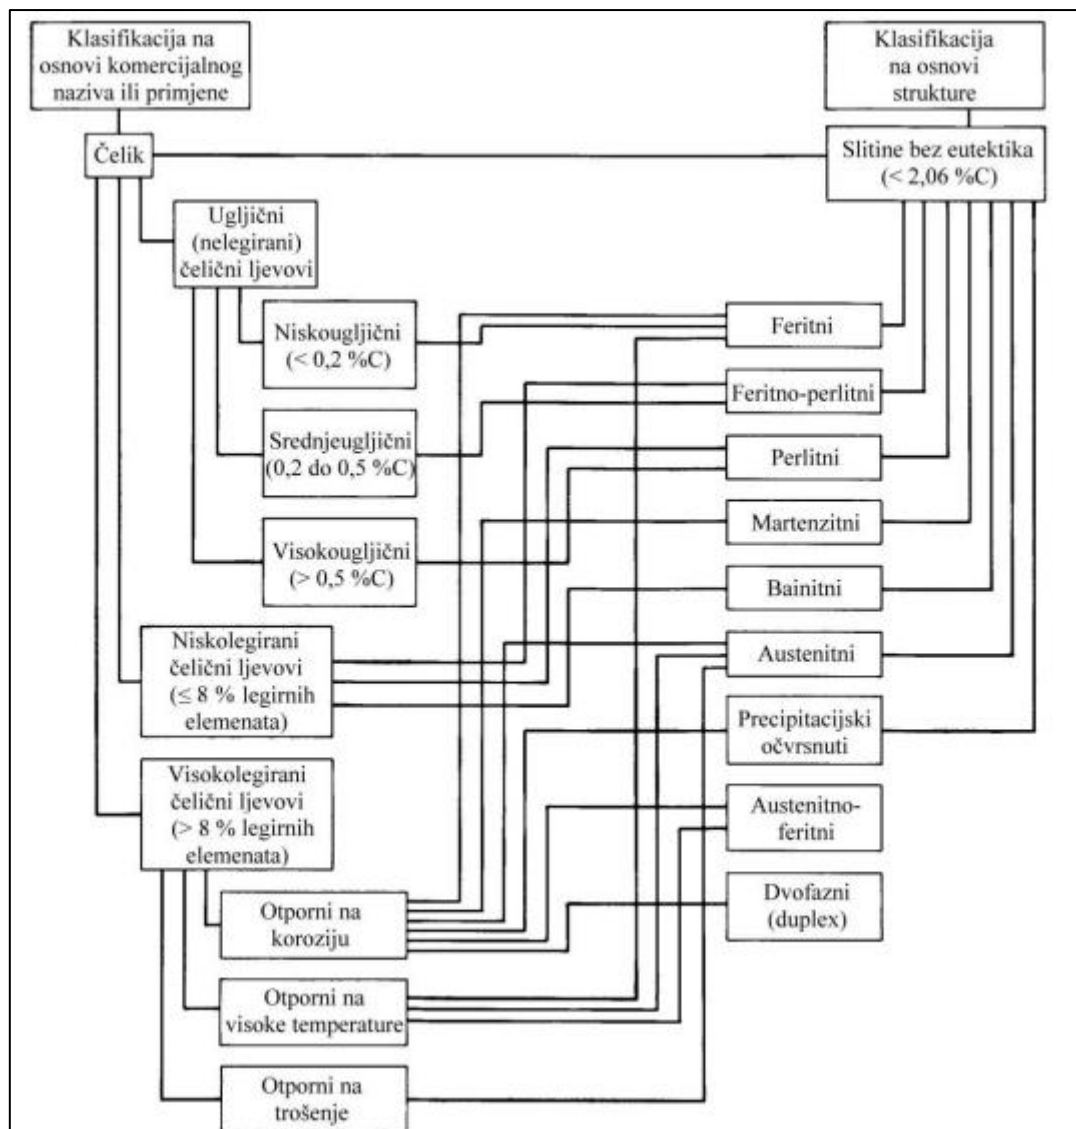 Klasifikacija na
osnovi komercijalnog
naziva ili primjene
Klasifikacija
na osnovi
strukture
Čelik
Slitine bez eutektika
(< 2,06 %C)
Ugljični
(nelegirani)
čelični ljevovi
Niskougljični
(< 0,2 %C)
Srednjeugljični
(0,2 do 0,5 %C)
Visokougljični
(> 0,5 %C)
Niskolegirani
čelični ljevovi
(≤ 8 % legirnih
elemenata)
Visokolegirani
čelični ljevovi
(> 8 % legirnih
elemenata)
Otporni na
koroziju
Otporni na
visoke temperature
Otporni na
trošenje
Feritni
Feritno-perlitni
Perlitni
Martenzitni
Bainitni
Austenitni
Precipitacijski
očvrsnuti
Austenitno-
feritni
Dvofazni
(duplex)